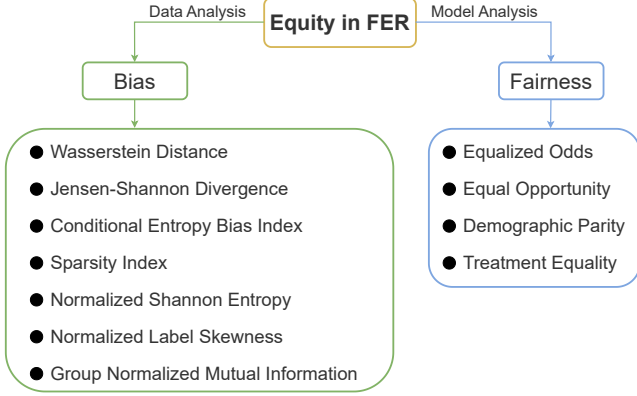 Data Analysis
Equity in FER
Model Analysis
Bias
Fairness
Wasserstein Distance
Jensen-Shannon Divergence
Conditional Entropy Bias Index
Sparsity Index
Normalized Shannon Entropy
Normalized Label Skewness
Group Normalized Mutual Information
Equalized Odds
Equal Opportunity
Demographic Parity
Treatment Equality